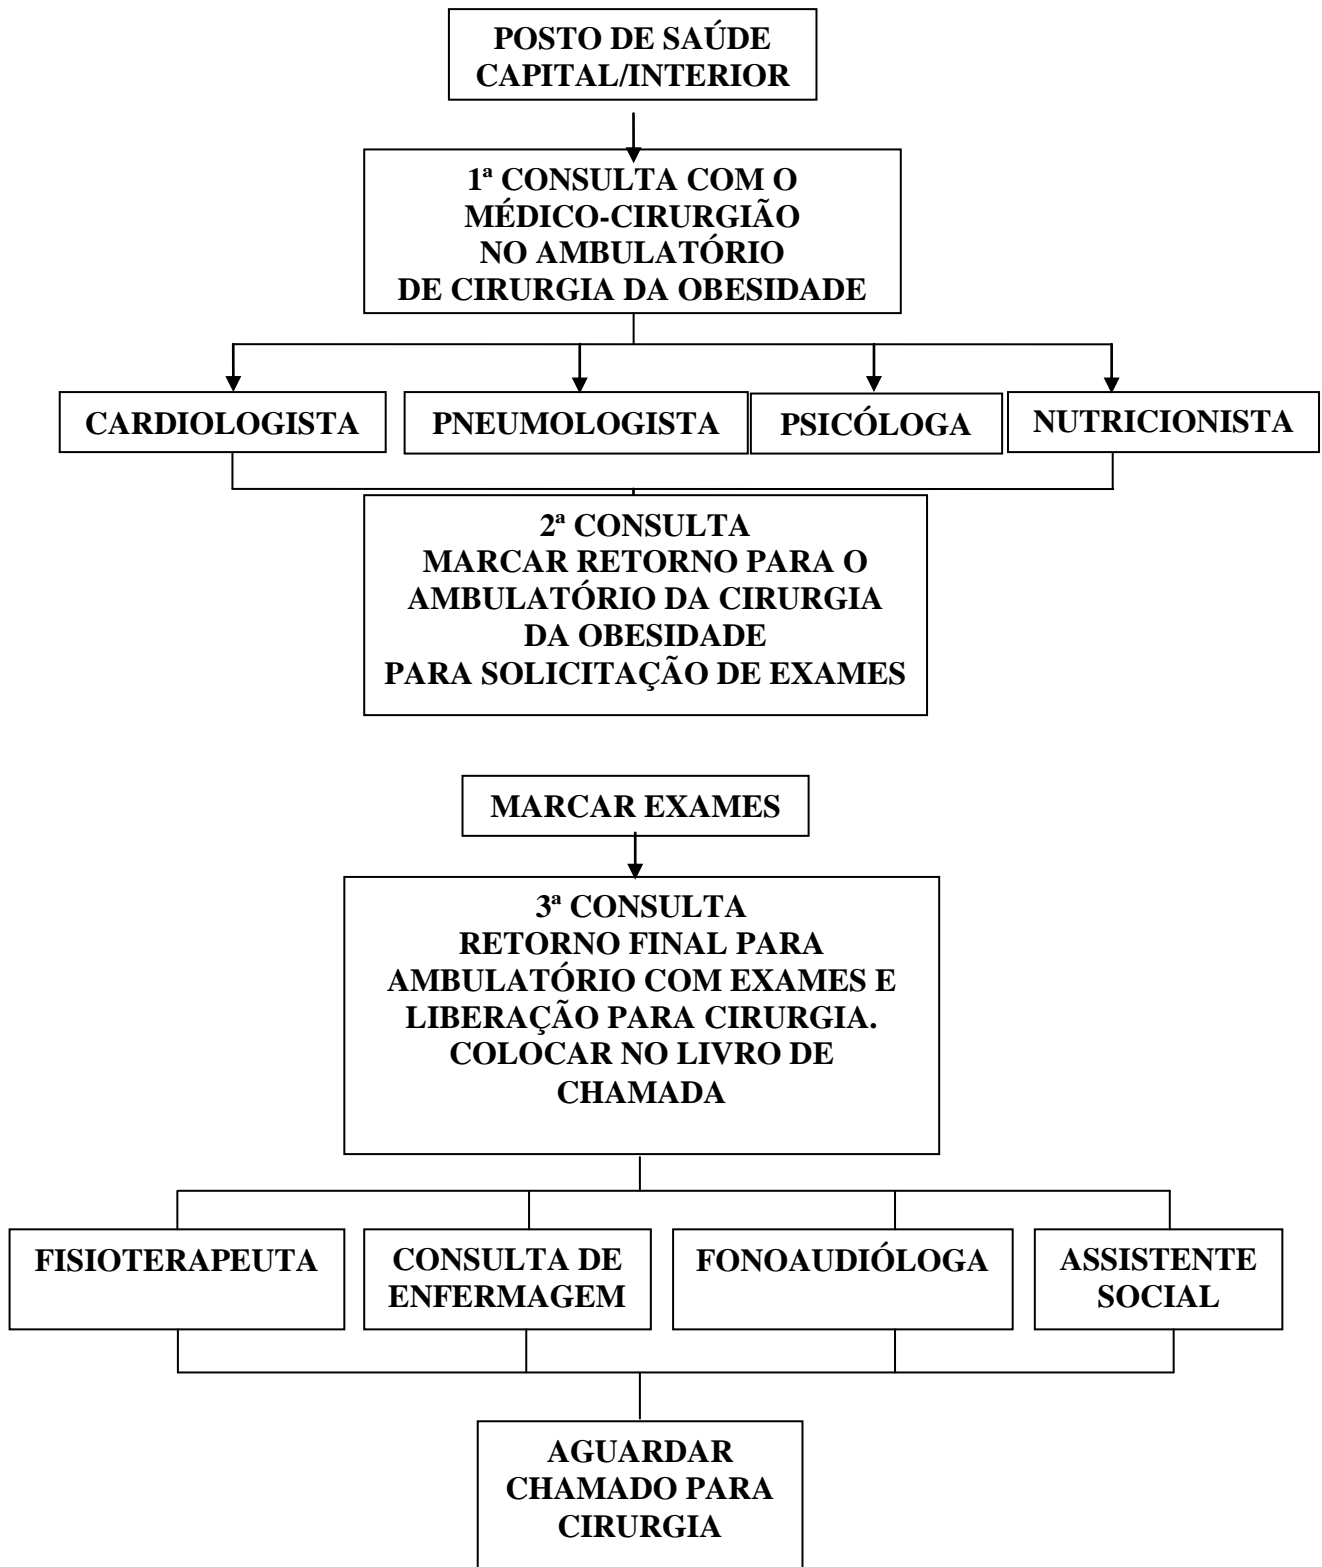 POSTO DE SAÚDE
CAPITAL/INTERIOR
1ª CONSULTA COM O
MÉDICO-CIRURGIÃO
NO AMBULATÓRIO
DE CIRURGIA DA OBESIDADE
CARDIOLOGISTA
PNEUMOLOGISTA
PSICÓLOGA
NUTRICIONISTA
2ª CONSULTA
MARCAR RETORNO PARA O
AMBULATÓRIO DA CIRURGIA
DA OBESIDADE
PARA SOLICITAÇÃO DE EXAMES
MARCAR EXAMES
3ª CONSULTA
RETORNO FINAL PARA
AMBULATÓRIO COM EXAMES E
LIBERAÇÃO PARA CIRURGIA.
COLOCAR NO LIVRO DE
CHAMADA
FISIOTERAPEUTA
CONSULTA DE
ENFERMAGEM
FONOAUDIÓLOGA
ASSISTENTE
SOCIAL
AGUARDAR
CHAMADO PARA
CIRURGIA